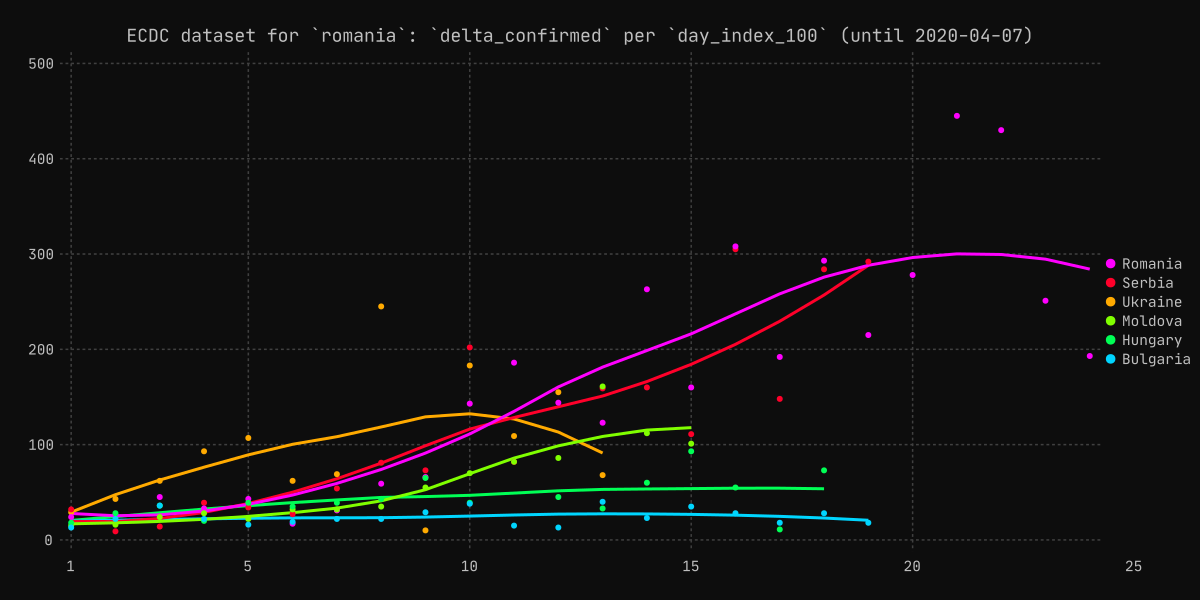 ECDC dataset for `romania`: `delta_confirmed` per `day_index_100` (until 2020-04-07)
500
400
300
200
100
0
1 5 10 15 20 25
Romania
Serbia
Ukraine
Moldova
Hungary
Bulgaria